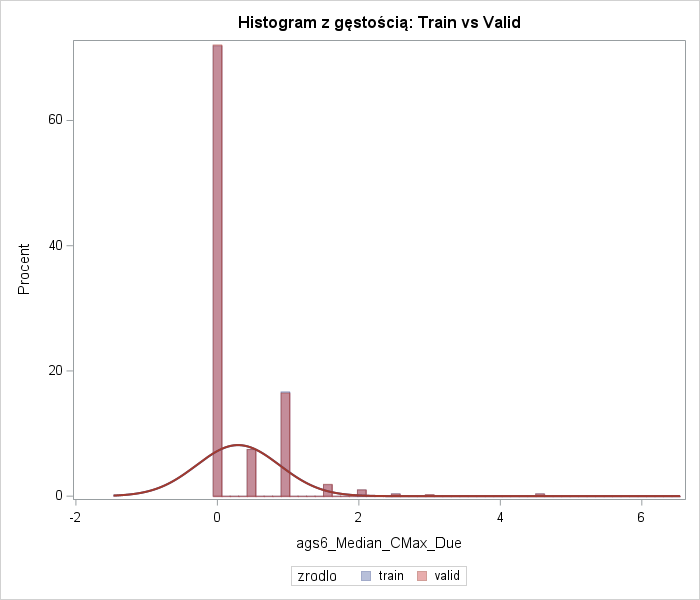 Histogram z gęstością: Train vs Valid
60
40
20
0
Procent
-2
0
2
4
6
ags6_Median_CMax_Due
zrodlo train valid